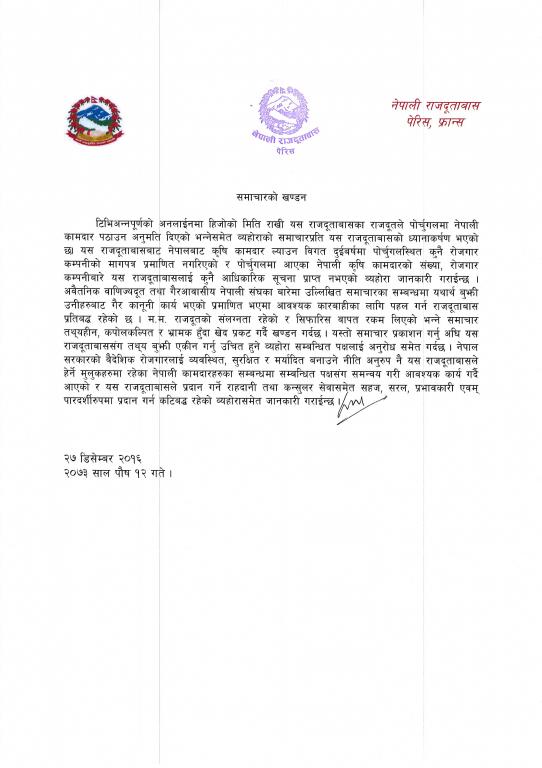 नेपाली राजदूतावास
पेरिस, फ्रान्स
नेपाली राजदूतावास
पेरिस
समाचारको खण्डन
टिभिअन्नपूर्णको अनलाईनमा हिजोको मिति राखी यस राजदूतावासका राजदूतले पोर्चुगलमा नेपाली
कामदार पठाउन अनुमति दिएको भन्नेसमेत व्यहोराको समाचारप्रति यस राजदूतावासको ध्यानाकर्षण भएको
छ। यस राजदूतावासबाट नेपालबाट कृषि कामदार ल्याउन विगत दुईबर्षमा पोर्चुगलस्थित कुनै रोजगार
कम्पनीको मागपत्र प्रमाणित नगरिएको र पोर्चुगलमा आएका नेपाली कृषि कामदारको संख्या, रोजगार
कम्पनीबारे यस राजदूतावासलाई कुनै आधिकारिक सूचना प्राप्त नभएको व्यहोरा जानकारी गराईन्छ ।
अवैतनिक वाणिज्यदूत तथा गैरआवासीय नेपाली संघका बारेमा उल्लिखित समाचारका सम्बन्धमा यथार्थ बुझी
उनीहरुबाट गैर कानूनी कार्य भएको प्रमाणित भएमा आवश्यक कारबाहीका लागि पहल गर्न राजदूतावास
प्रतिबद्ध रहेको छ । म.म. राजदूतको संलग्नता रहेको र सिफारिस बापत रकम लिएको भन्ने समाचार
तथ्यहीन, कपोलकल्पित र भ्रामक हुँदा खेद प्रकट गर्दै खण्डन गर्दछ । यस्तो समाचार प्रकाशन गर्नु अघि यस
राजदूतावाससंग तथ्य बुझी एकीन गर्नु उचित हुने व्यहोरा सम्बन्धित पक्षलाई अनुरोध समेत गर्दछ । नेपाल
सरकारको बैदेशिक रोजगारलाई व्यवस्थित, सुरक्षित र मर्यादित बनाउने नीति अनुरुप नै यस राजदूतावासले
हेर्ने मुलुकहरुमा रहेका नेपाली कामदारहरुका सम्बन्धमा सम्बन्धित पक्षसंग समन्वय गरी आवश्यक कार्य गर्दै
आएको र यस राजदूतावासले प्रदान गर्ने राहदानी तथा कन्सुलर सेवासमेत सहज, सरल, प्रभावकारी एवम्
पारदर्शीरुपमा प्रदान गर्न कटिबद्ध रहेको व्यहोरासमेत जानकारी गराईन्छ ।
२७ डिसेम्बर २०१६
२०७३ साल पौष १२ गते ।